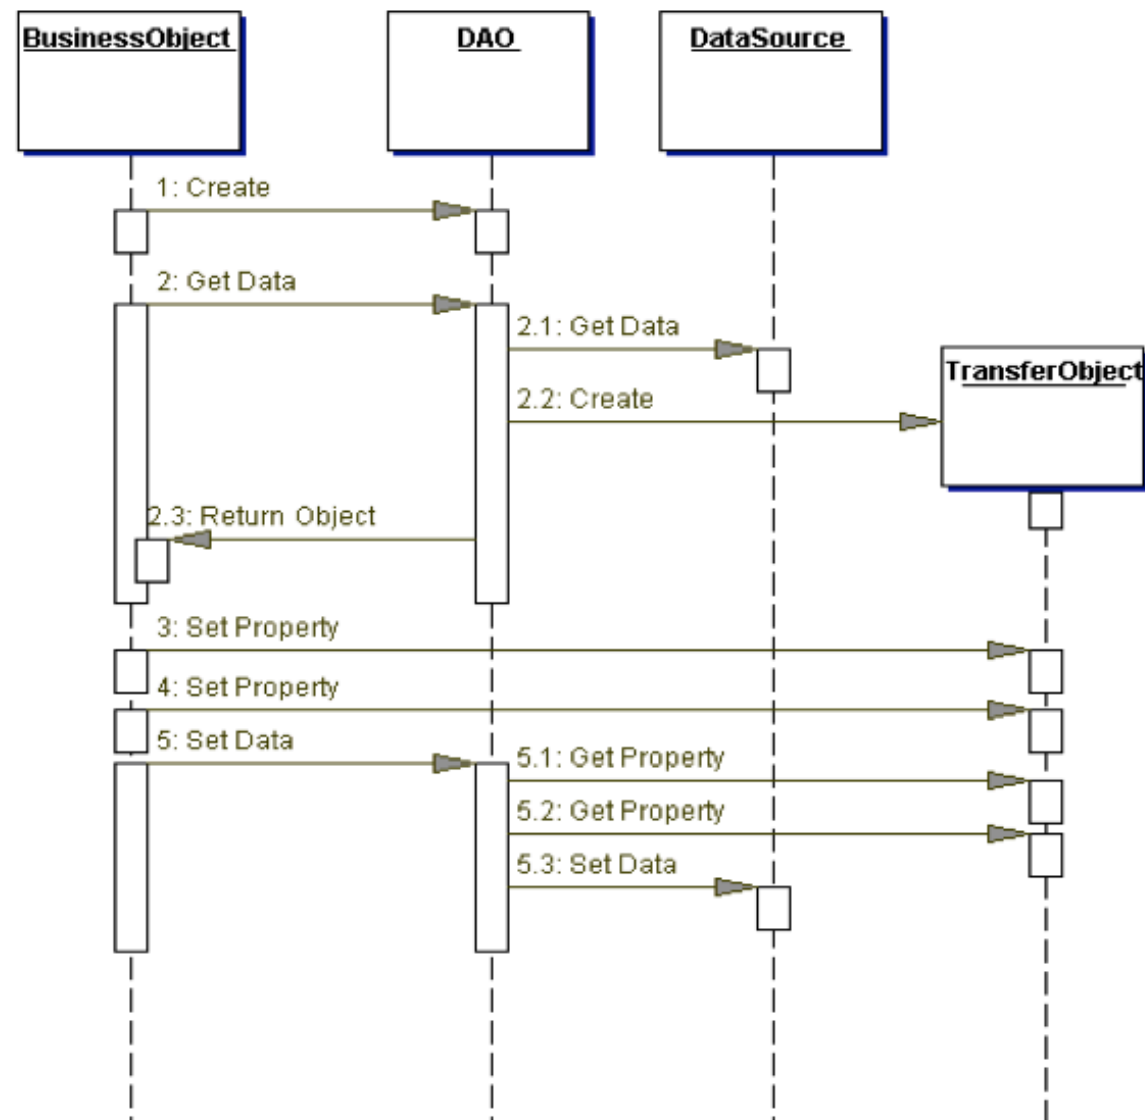 BusinessObject
DAO
DataSource
1: Create
2: Get Data
2.1: Get Data
TransferObject
2.2: Create
2.3: Return Object
3: Set Property
4: Set Property
5: Set Data
5.1: Get Property
5.2: Get Property
5.3: Set Data